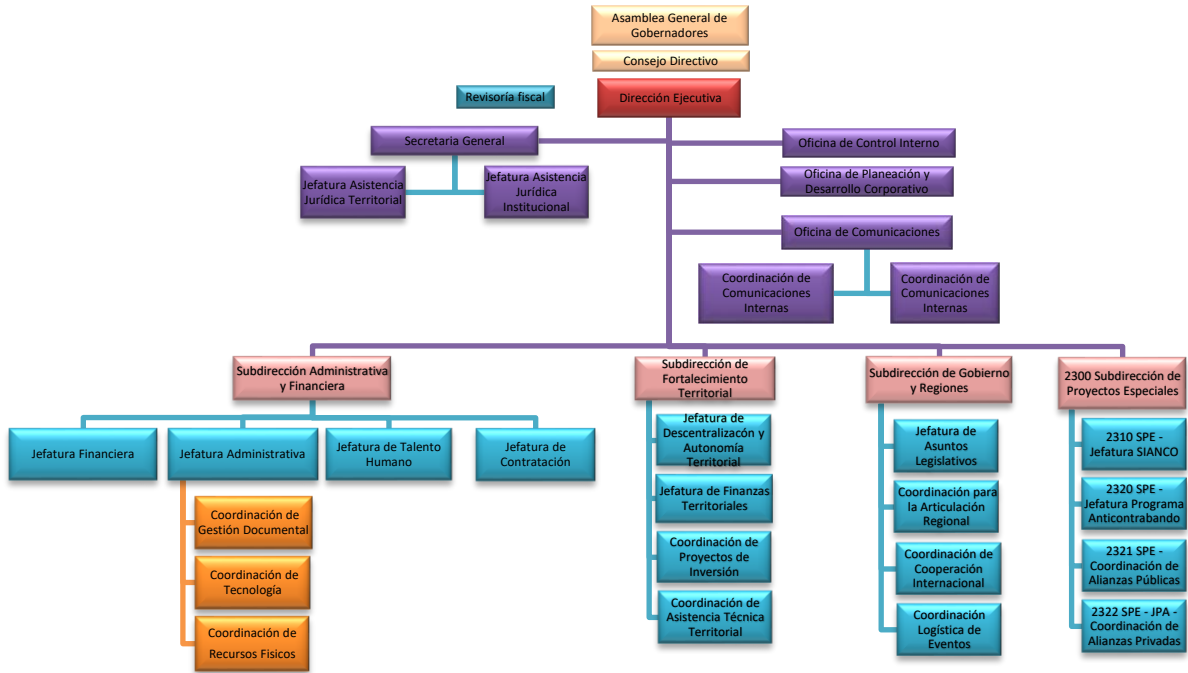 Asamblea General de
Gobernadores
Consejo Directivo
Revisoría fiscal
Dirección Ejecutiva
Secretaria General
Oficina de Control Interno
Jefatura Asistencia
Jurídica Territorial
Jefatura Asistencia
Jurídica
Institucional
Oficina de Planeación y
Desarrollo Corporativo
Oficina de Comunicaciones
Coordinación de
Comunicaciones
Internas
Coordinación de
Comunicaciones
Internas
Subdirección Administrativa
y Financiera
Subdirección de
Fortalecimiento
Territorial
Subdirección de Gobierno
y Regiones
2300 Subdirección de
Proyectos Especiales
Jefatura Financiera
Jefatura Administrativa
Jefatura de Talento
Humano
Jefatura de
Contratación
Coordinación de
Gestión Documental
Coordinación de
Tecnología
Coordinación de
Recursos Fisicos
Jefatura de
Descentralizacón y
Autonomía
Territorial
Jefatura de Finanzas
Territoriales
Coordinación de
Proyectos de
Inversión
Coordinación de
Asistencia Técnica
Territorial
Jefatura de
Asuntos
Legislativos
Coordinación para
la Articulación
Regional
Coordinación de
Cooperación
Internacional
Coordinación
Logística de
Eventos
2310 SPE -
Jefatura SIANCO
2320 SPE -
Jefatura Programa
Anticontrabando
2321 SPE -
Coordinación de
Alianzas Públicas
2322 SPE - JPA -
Coordinación de
Alianzas Privadas